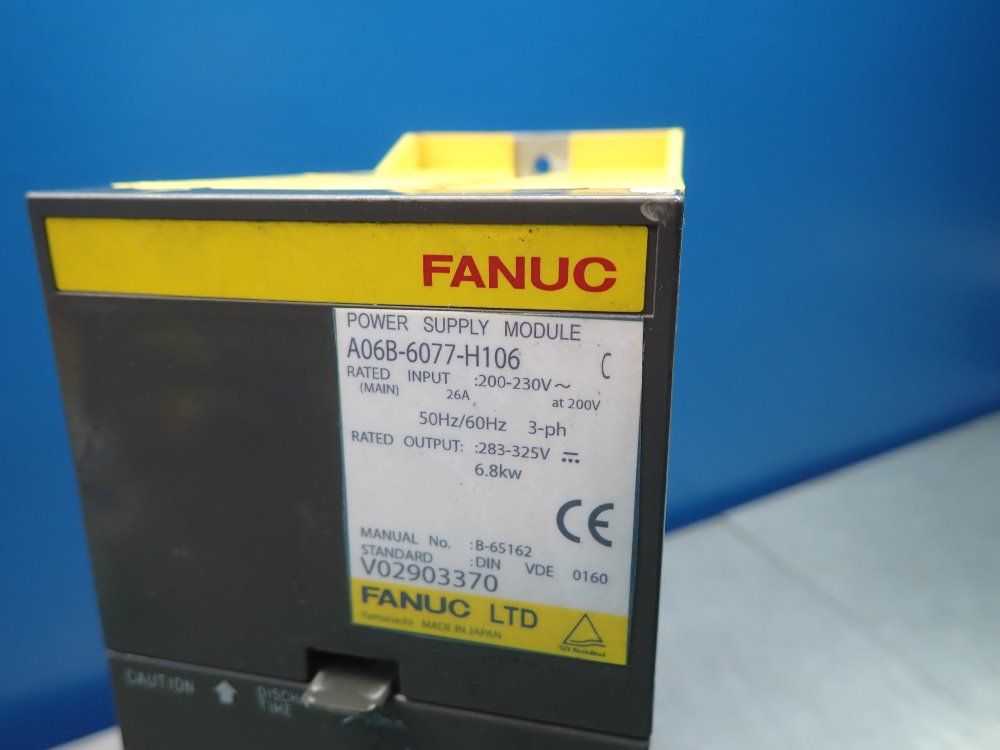 FANUC
POWER SUPPLY MODULE
A06B-6077-H106 C
RATED INPUT :200-230V～
(MAIN) 26A at 200V
50Hz/60Hz 3-ph
RATED OUTPUT: :283-325V ⎓
6.8kw
CE
MANUAL No. :B-65162
STANDARD :DIN VDE 0160
V02903370
FANUC LTD
Yamanashi MADE IN JAPAN
CAUTION
TIME